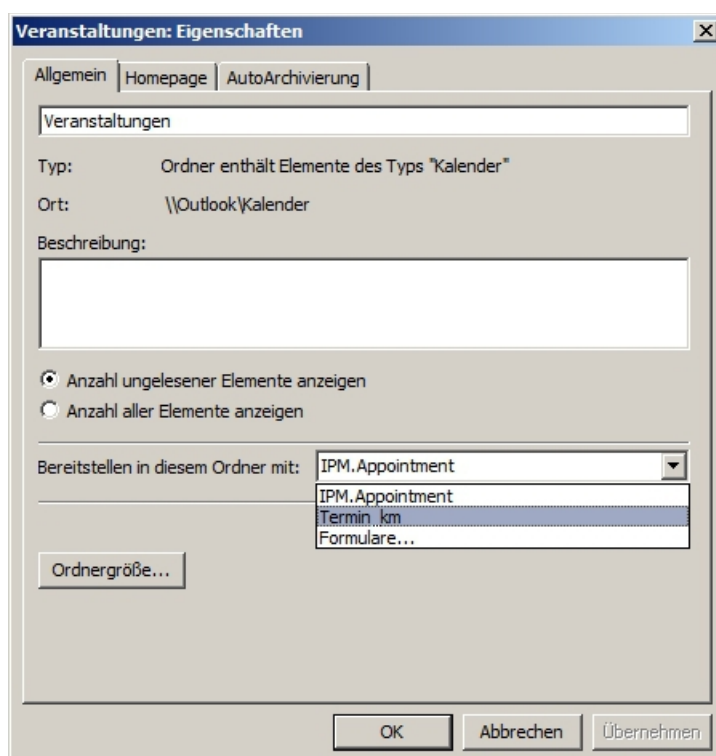 Veranstaltungen: Eigenschaften
Allgemein Homepage AutoArchivierung
Veranstaltungen
Typ: Ordner enthält Elemente des Typs "Kalender"
Ort: \\Outlook\Kalender
Beschreibung:
Anzahl ungelesener Elemente anzeigen
Anzahl aller Elemente anzeigen
Bereitstellen in diesem Ordner mit: IPM.Appointment
IPM.Appointment
Termin_km
Formulare...
Ordnergröße...
OK Abbrechen Übernehmen